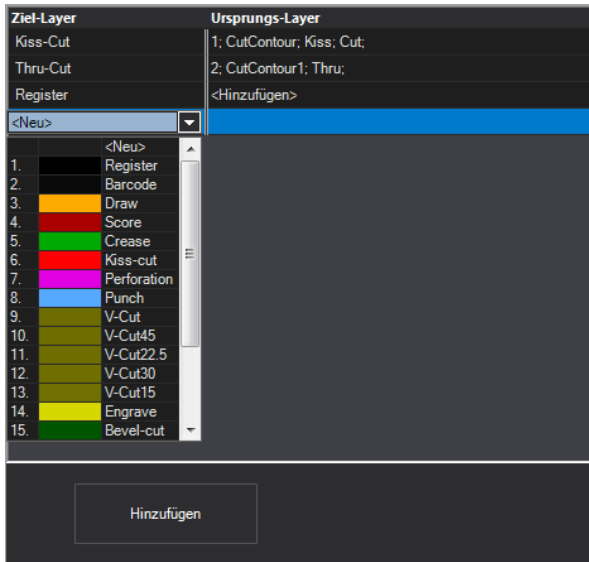 Ziel-Layer Ursprungs-Layer
Kiss-Cut 1; CutContour; Kiss; Cut;
Thru-Cut 2; CutContour1; Thru;
Register <Hinzufügen>
<Neu>
<Neu>
1. Register
2. Barcode
3. Draw
4. Score
5. Crease
6. Kiss-cut
7. Perforation
8. Punch
9. V-Cut
10. V-Cut45
11. V-Cut22.5
12. V-Cut30
13. V-Cut15
14. Engrave
15. Bevel-cut
Hinzufügen